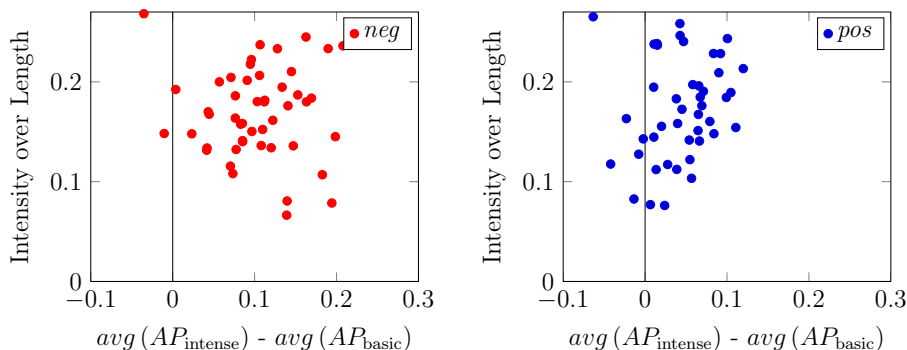 neg
0.2
0.1
0
−0.1
0
0.1
0.2
0.3
Intensity over Length
avg (AP_intense) - avg (AP_basic)
pos
0.2
0.1
0
−0.1
0
0.1
0.2
0.3
Intensity over Length
avg (AP_intense) - avg (AP_basic)